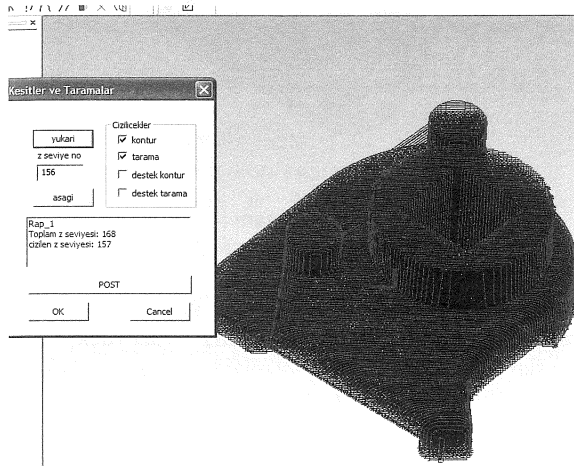 Kesitler ve Taramalar
yukari
z seviye no
156
asagi
Cizilicekler
kontur
tarama
destek kontur
destek tarama
Rap_1
Toplam z seviyesi: 168
cizilen z seviyesi: 157
POST
OK
Cancel